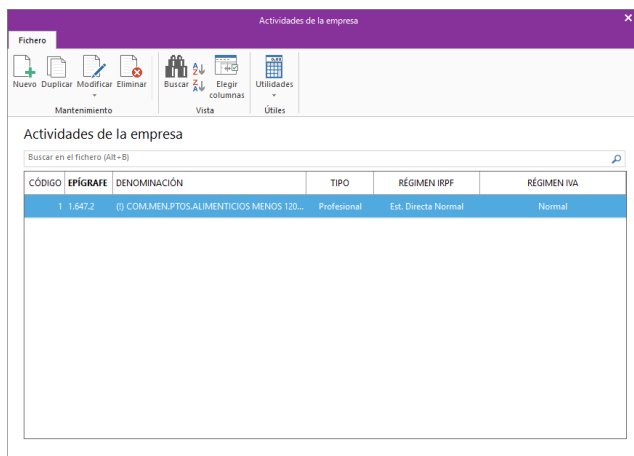 Actividades de la empresa
Fichero
Nuevo Duplicar Modificar Eliminar Buscar Elegir columnas Utilidades
Mantenimiento Vista Útiles
Actividades de la empresa
Buscar en el fichero (Alt+B)
CÓDIGO EPÍGRAFE DENOMINACIÓN TIPO RÉGIMEN IRPF RÉGIMEN IVA
1 1.647.2 (!) COM.MEN.PTOS.ALIMENTICIOS MENOS 120... Profesional Est. Directa Normal Normal